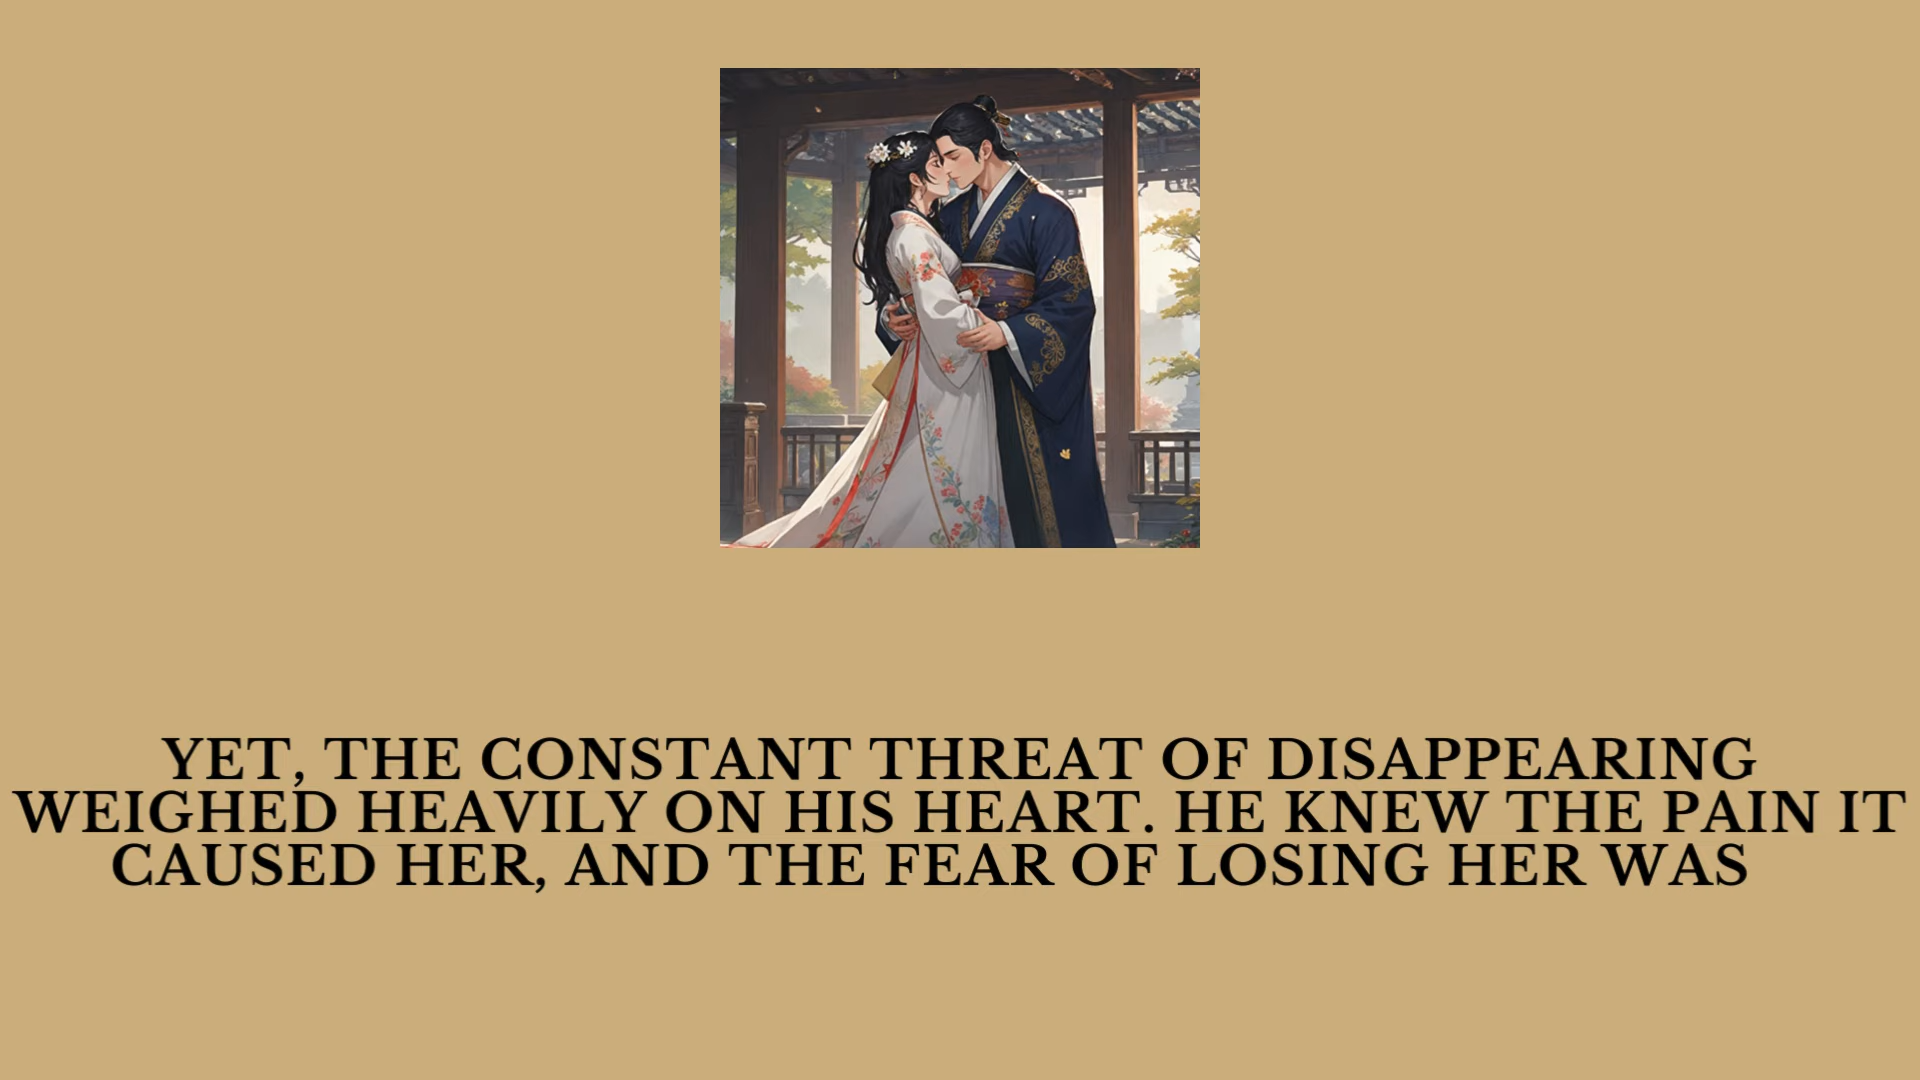 YET, THE CONSTANT THREAT OF DISAPPEARING
WEIGHED HEAVILY ON HIS HEART. HE KNEW THE PAIN IT
CAUSED HER, AND THE FEAR OF LOSING HER WAS